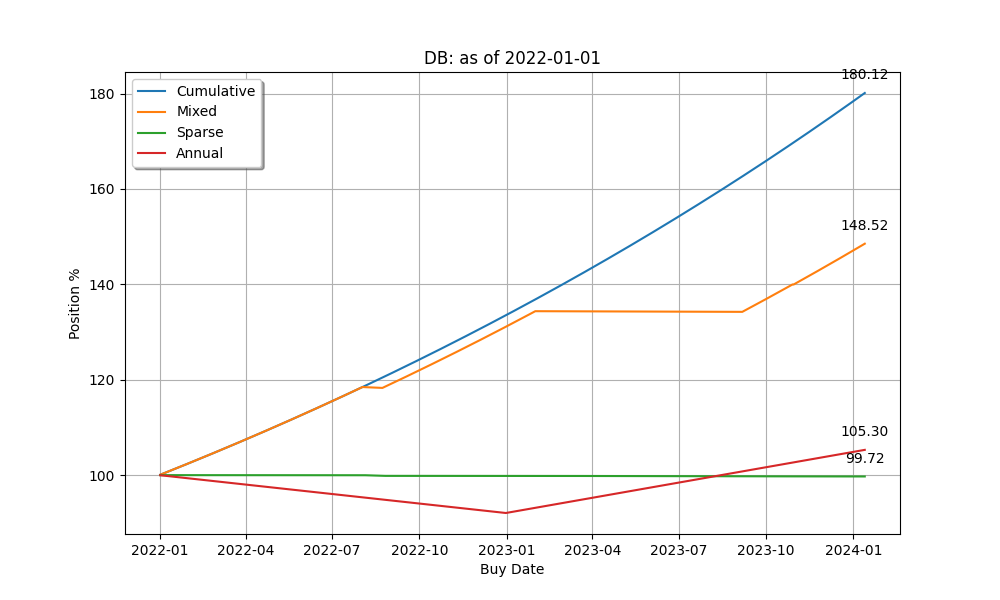 DB: as of 2022-01-01
180.12
180
Cumulative
Mixed
Sparse
Annual
160
148.52
140
120
105.30
99.72
100
Position %
2022-01 2022-04 2022-07 2022-10 2023-01 2023-04 2023-07 2023-10 2024-01
Buy Date